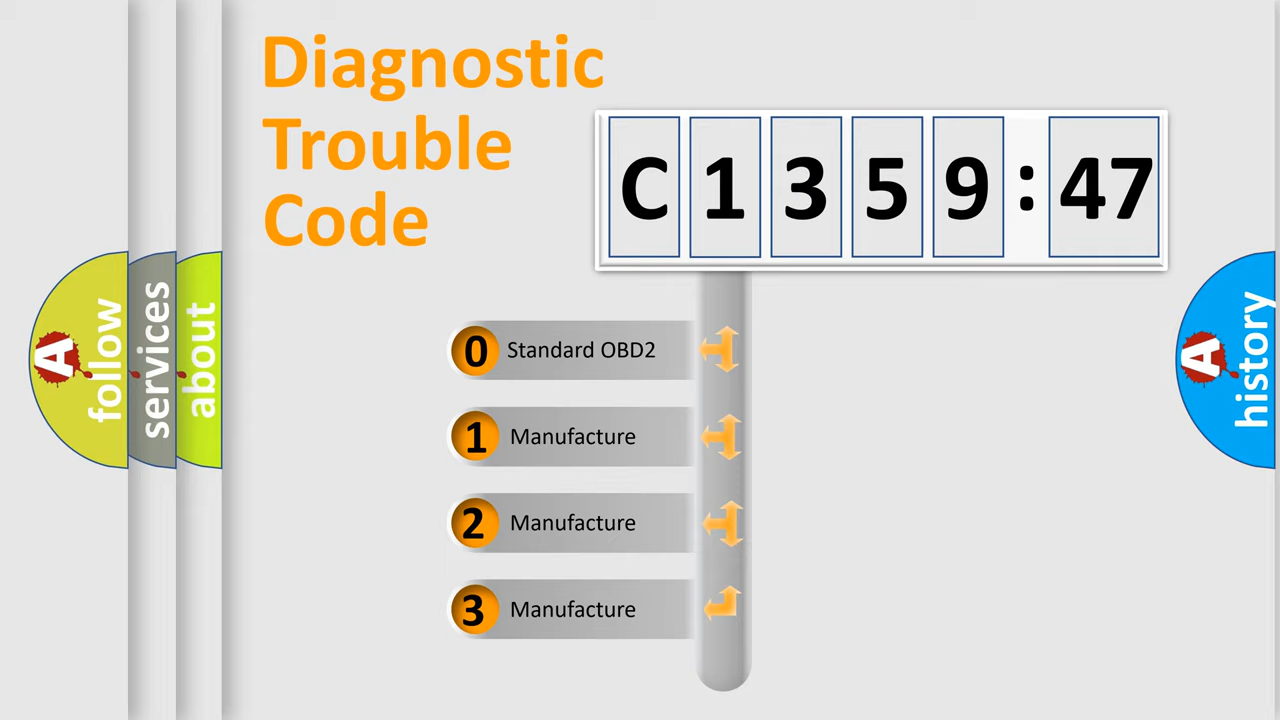 Diagnostic
Trouble
Code
C 1 3 5 9 : 47
0 Standard OBD2
1 Manufacture
2 Manufacture
3 Manufacture
A follow
services
about
A history